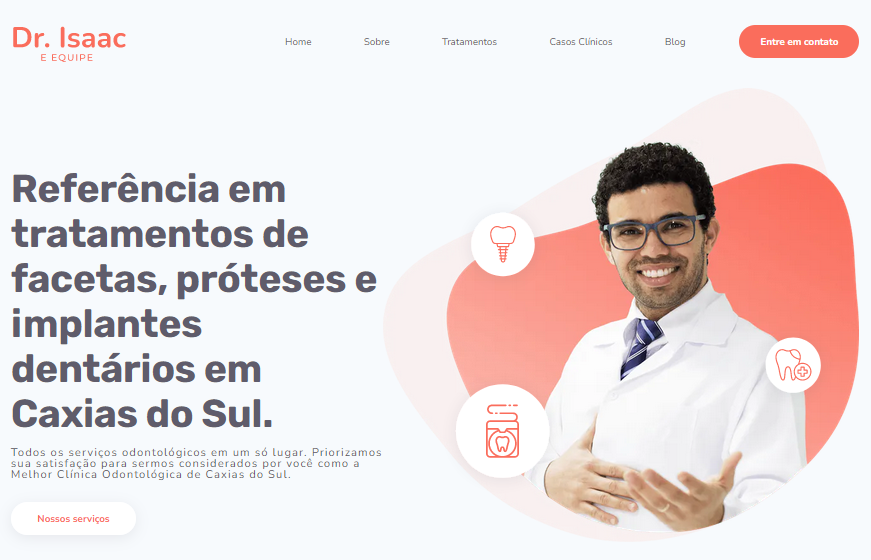 Dr. Isaac
E EQUIPE
Home
Sobre
Tratamentos
Casos Clínicos
Blog
Entre em contato
Referência em
tratamentos de
facetas, próteses e
implantes
dentários em
Caxias do Sul.
Todos os serviços odontológicos em um só lugar. Priorizamos
sua satisfação para sermos considerados por você como a
Melhor Clínica Odontológica de Caxias do Sul.
Nossos serviços